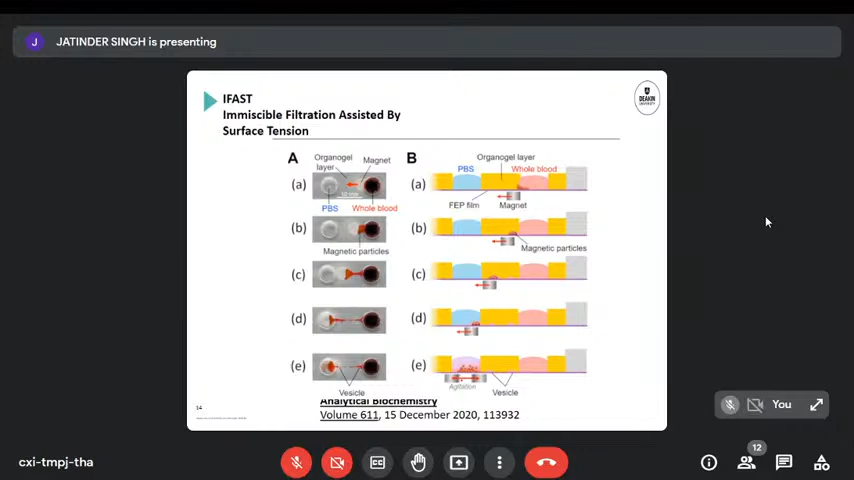 J JATINDER SINGH is presenting
IFAST
Immiscible Filtration Assisted By
Surface Tension
DEAKIN
UNIVERSITY
A
Organogel
layer
Magnet
B
Organogel layer
PBS
Whole blood
(a)
(a)
PBS
Whole blood
FEP film
Magnet
(b)
(b)
Magnetic particles
Magnetic particles
(c)
(c)
(d)
(d)
(e)
(e)
Vesicle
Agitation
Vesicle
Analytical Biochemistry
Volume 611, 15 December 2020, 113932
14
You
cxi-tmpj-tha
12